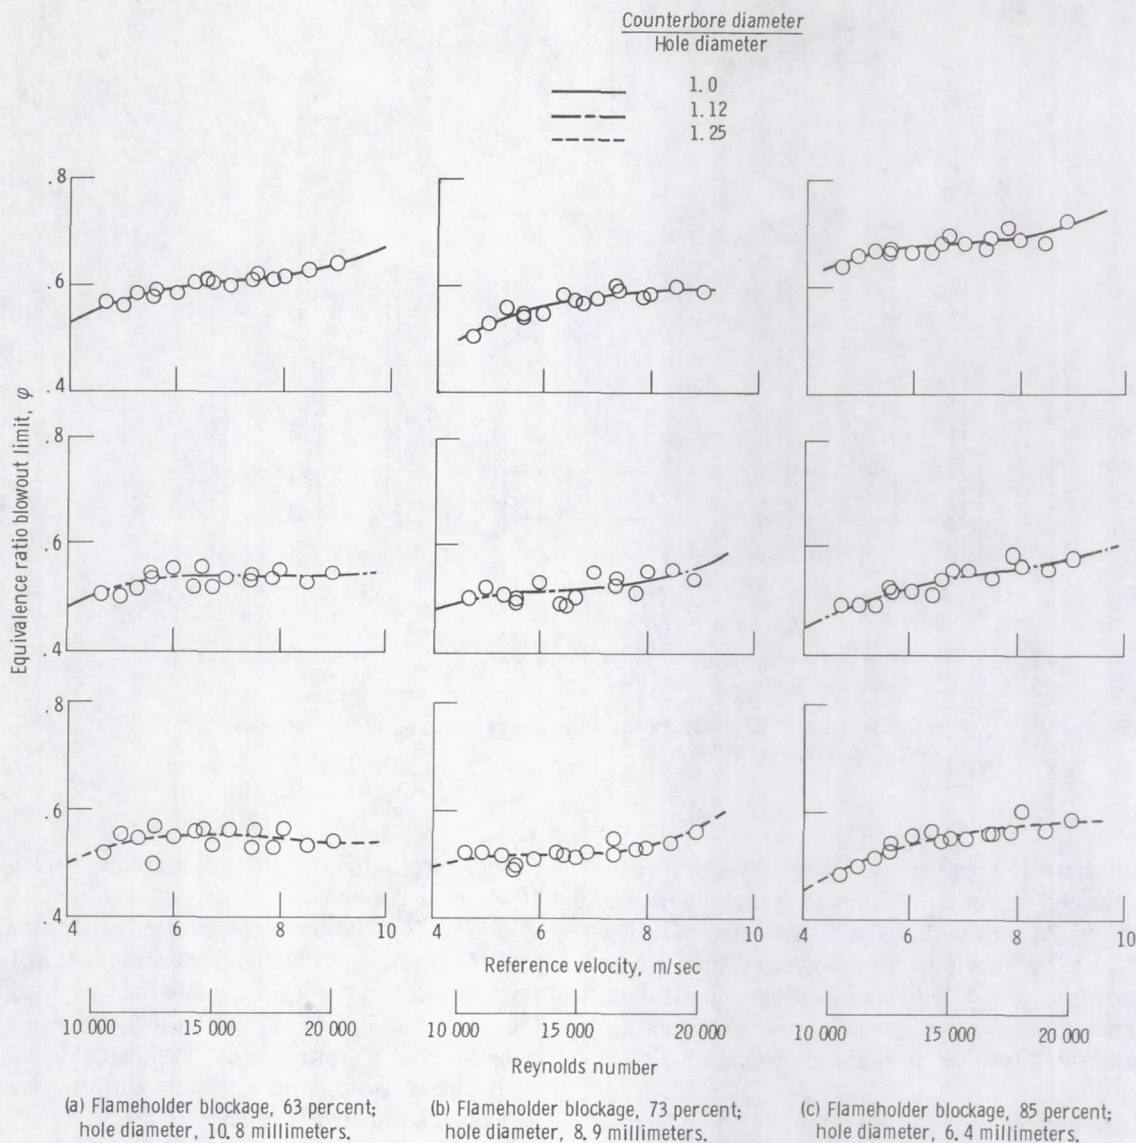 Counterbore diameter
Hole diameter
1.0
1.12
1.25
.8
.6
.4
.8
.6
.4
.8
.6
.4
Equivalence ratio blowout limit, φ
4 6 8 10 4 6 8 10 4 6 8 10
Reference velocity, m/sec
10 000 15 000 20 000 10 000 15 000 20 000 10 000 15 000 20 000
Reynolds number
(a) Flameholder blockage, 63 percent;
hole diameter, 10.8 millimeters.
(b) Flameholder blockage, 73 percent;
hole diameter, 8.9 millimeters.
(c) Flameholder blockage, 85 percent;
hole diameter, 6.4 millimeters.